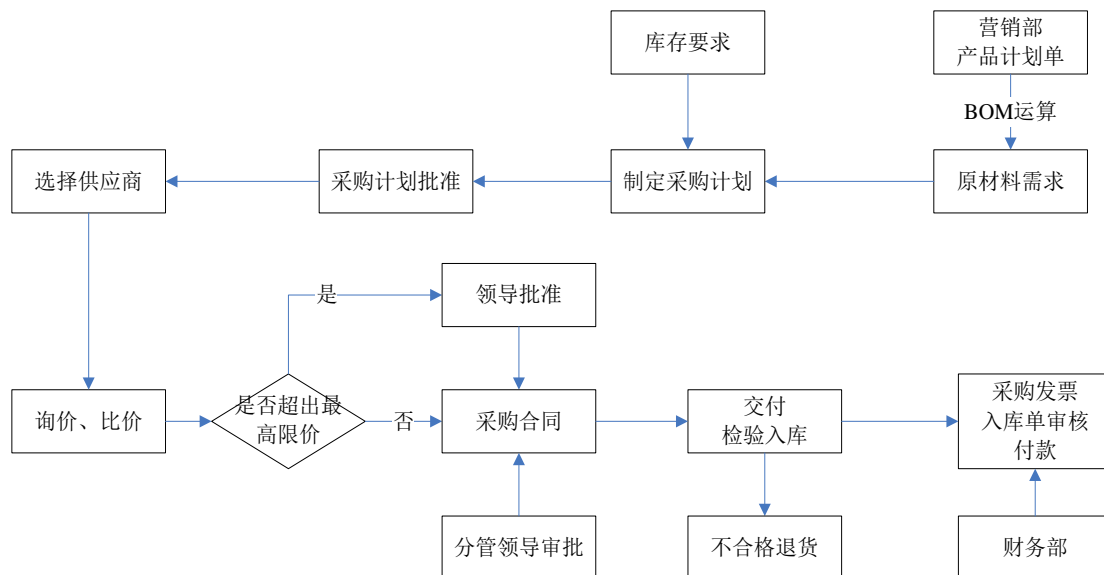 库存要求
营销部
产品计划单
BOM运算
选择供应商
采购计划批准
制定采购计划
原材料需求
是
领导批准
询价、比价
是否超出最
高限价
否
采购合同
交付
检验入库
采购发票
入库单审核
付款
分管领导审批
不合格退货
财务部